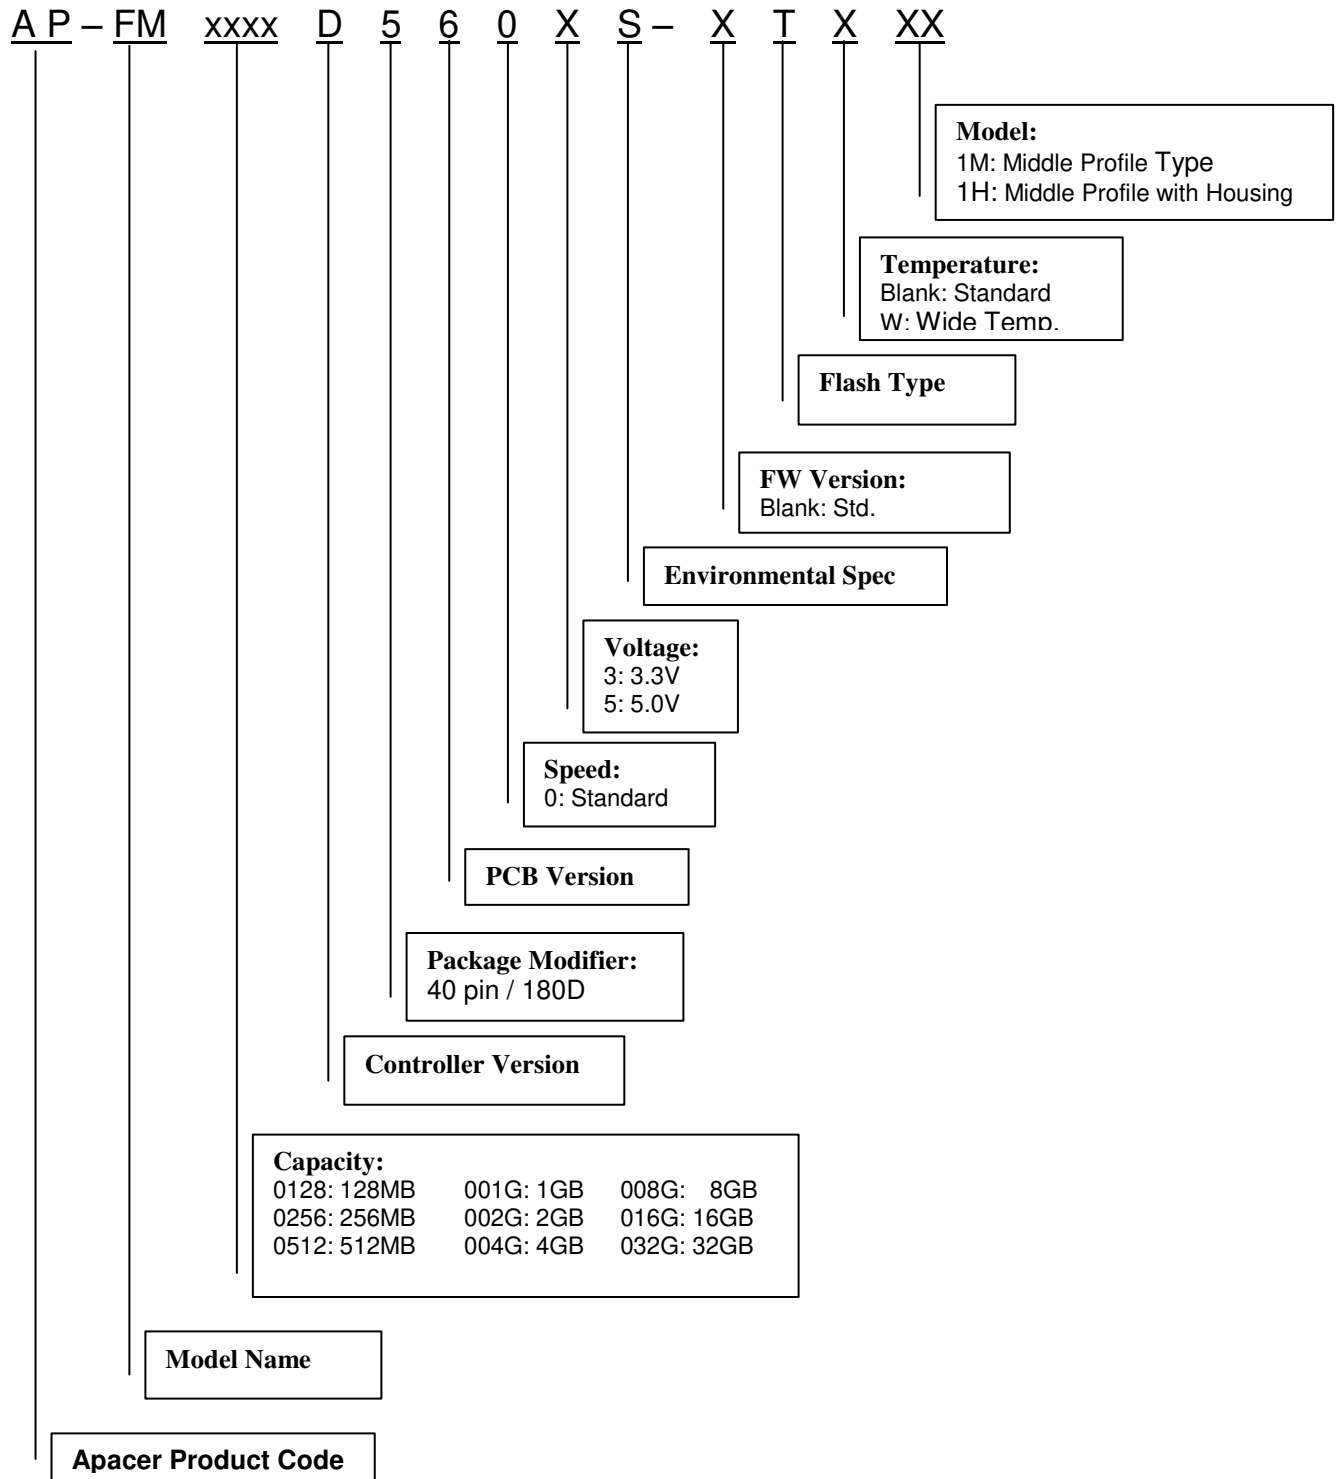 A P – FM xxxx D 5 6 0 X S – X T X XX
Model:
1M: Middle Profile Type
1H: Middle Profile with Housing
Temperature:
Blank: Standard
W: Wide Temp.
Flash Type
FW Version:
Blank: Std.
Environmental Spec
Voltage:
3: 3.3V
5: 5.0V
Speed:
0: Standard
PCB Version
Package Modifier:
40 pin / 180D
Controller Version
Capacity:
0128: 128MB 001G: 1GB 008G: 8GB
0256: 256MB 002G: 2GB 016G: 16GB
0512: 512MB 004G: 4GB 032G: 32GB
Model Name
Apacer Product Code